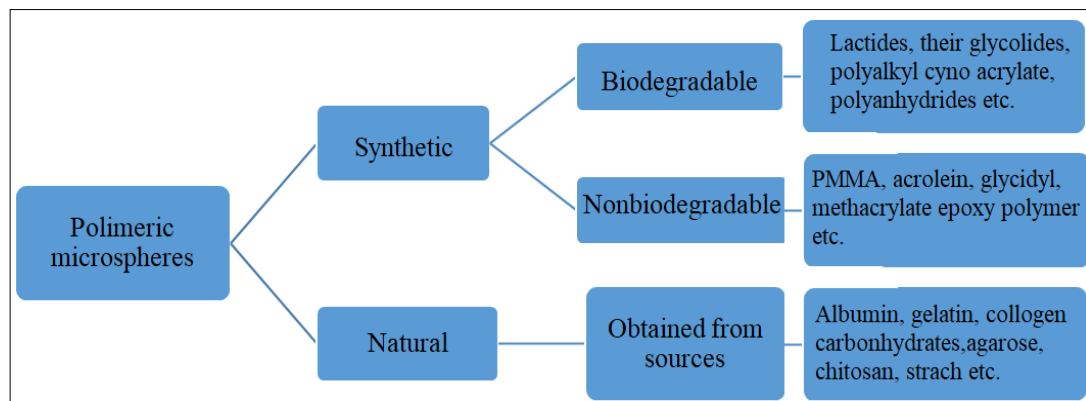 Polimeric
microspheres
Synthetic
Natural
Biodegradable
Nonbiodegradable
Obtained from
sources
Lactides, their glycolides,
polyalkyl cyno acrylate,
polyanhydrides etc.
PMMA, acrolein, glycidyl,
methacrylate epoxy polymer
etc.
Albumin, gelatin, collagen
carbonhydrates,agarose,
chitosan, strach etc.